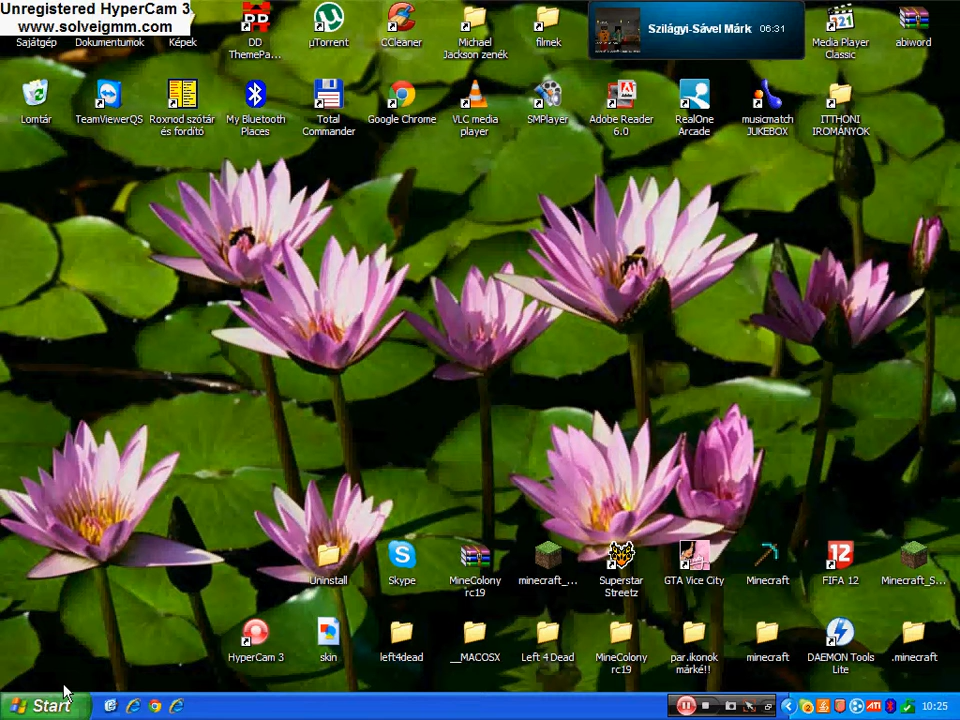 Unregistered HyperCam 3
www.solveigmm.com
Sajátgép
Dokumentumok
Képek
DD
ThemePa...
µTorrent
CCleaner
Michael
Jackson zenék
filmek
Szilágyi-Sável Márk
06:31
Media Player
Classic
abiword
Lomtár
TeamViewerQS
Roxnod szótár
és fordító
My Bluetooth
Places
Total
Commander
Google Chrome
VLC media
player
SMPlayer
Adobe Reader
6.0
RealOne
Arcade
musicmatch
JUKEBOX
ITTHONI
IROMÁNYOK
Uninstall
Skype
MineColony
rc19
minecraft_...
Superstar
Streetz
GTA Vice City
Minecraft
FIFA 12
Minecraft_S...
HyperCam 3
skin
left4dead
__MACOSX
Left 4 Dead
MineColony
rc19
par.ikonok
márké!!
minecraft
DAEMON Tools
Lite
.minecraft
Start
ATI
10:25